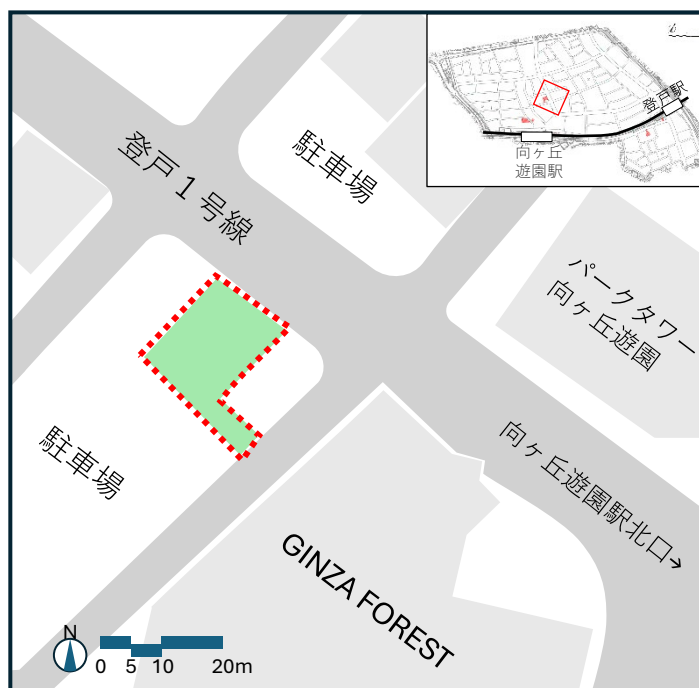 登戸駅
向ヶ丘
遊園駅
登戸１号線
駐車場
パークタワー
向ヶ丘遊園
駐車場
向ヶ丘遊園駅北口→
GINZA FOREST
N
0 5 10 20m